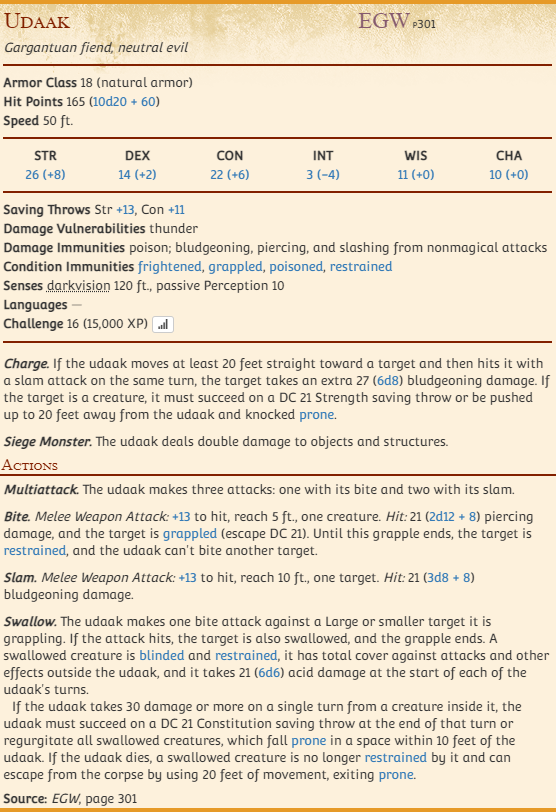 Udaak EGW P301
Gargantuan fiend, neutral evil
Armor Class 18 (natural armor)
Hit Points 165 (10d20 + 60)
Speed 50 ft.
STR DEX CON INT WIS CHA
26 (+8) 14 (+2) 22 (+6) 3 (−4) 11 (+0) 10 (+0)
Saving Throws Str +13, Con +11
Damage Vulnerabilities thunder
Damage Immunities poison; bludgeoning, piercing, and slashing from nonmagical attacks
Condition Immunities frightened, grappled, poisoned, restrained
Senses darkvision 120 ft., passive Perception 10
Languages —
Challenge 16 (15,000 XP)
Charge. If the udaak moves at least 20 feet straight toward a target and then hits it with
a slam attack on the same turn, the target takes an extra 27 (6d8) bludgeoning damage. If
the target is a creature, it must succeed on a DC 21 Strength saving throw or be pushed
up to 20 feet away from the udaak and knocked prone.
Siege Monster. The udaak deals double damage to objects and structures.
Actions
Multiattack. The udaak makes three attacks: one with its bite and two with its slam.
Bite. Melee Weapon Attack: +13 to hit, reach 5 ft., one creature. Hit: 21 (2d12 + 8) piercing
damage, and the target is grappled (escape DC 21). Until this grapple ends, the target is
restrained, and the udaak can't bite another target.
Slam. Melee Weapon Attack: +13 to hit, reach 10 ft., one target. Hit: 21 (3d8 + 8)
bludgeoning damage.
Swallow. The udaak makes one bite attack against a Large or smaller target it is
grappling. If the attack hits, the target is also swallowed, and the grapple ends. A
swallowed creature is blinded and restrained, it has total cover against attacks and other
effects outside the udaak, and it takes 21 (6d6) acid damage at the start of each of the
udaak's turns.
If the udaak takes 30 damage or more on a single turn from a creature inside it, the
udaak must succeed on a DC 21 Constitution saving throw at the end of that turn or
regurgitate all swallowed creatures, which fall prone in a space within 10 feet of the
udaak. If the udaak dies, a swallowed creature is no longer restrained by it and can
escape from the corpse by using 20 feet of movement, exiting prone.
Source: EGW, page 301